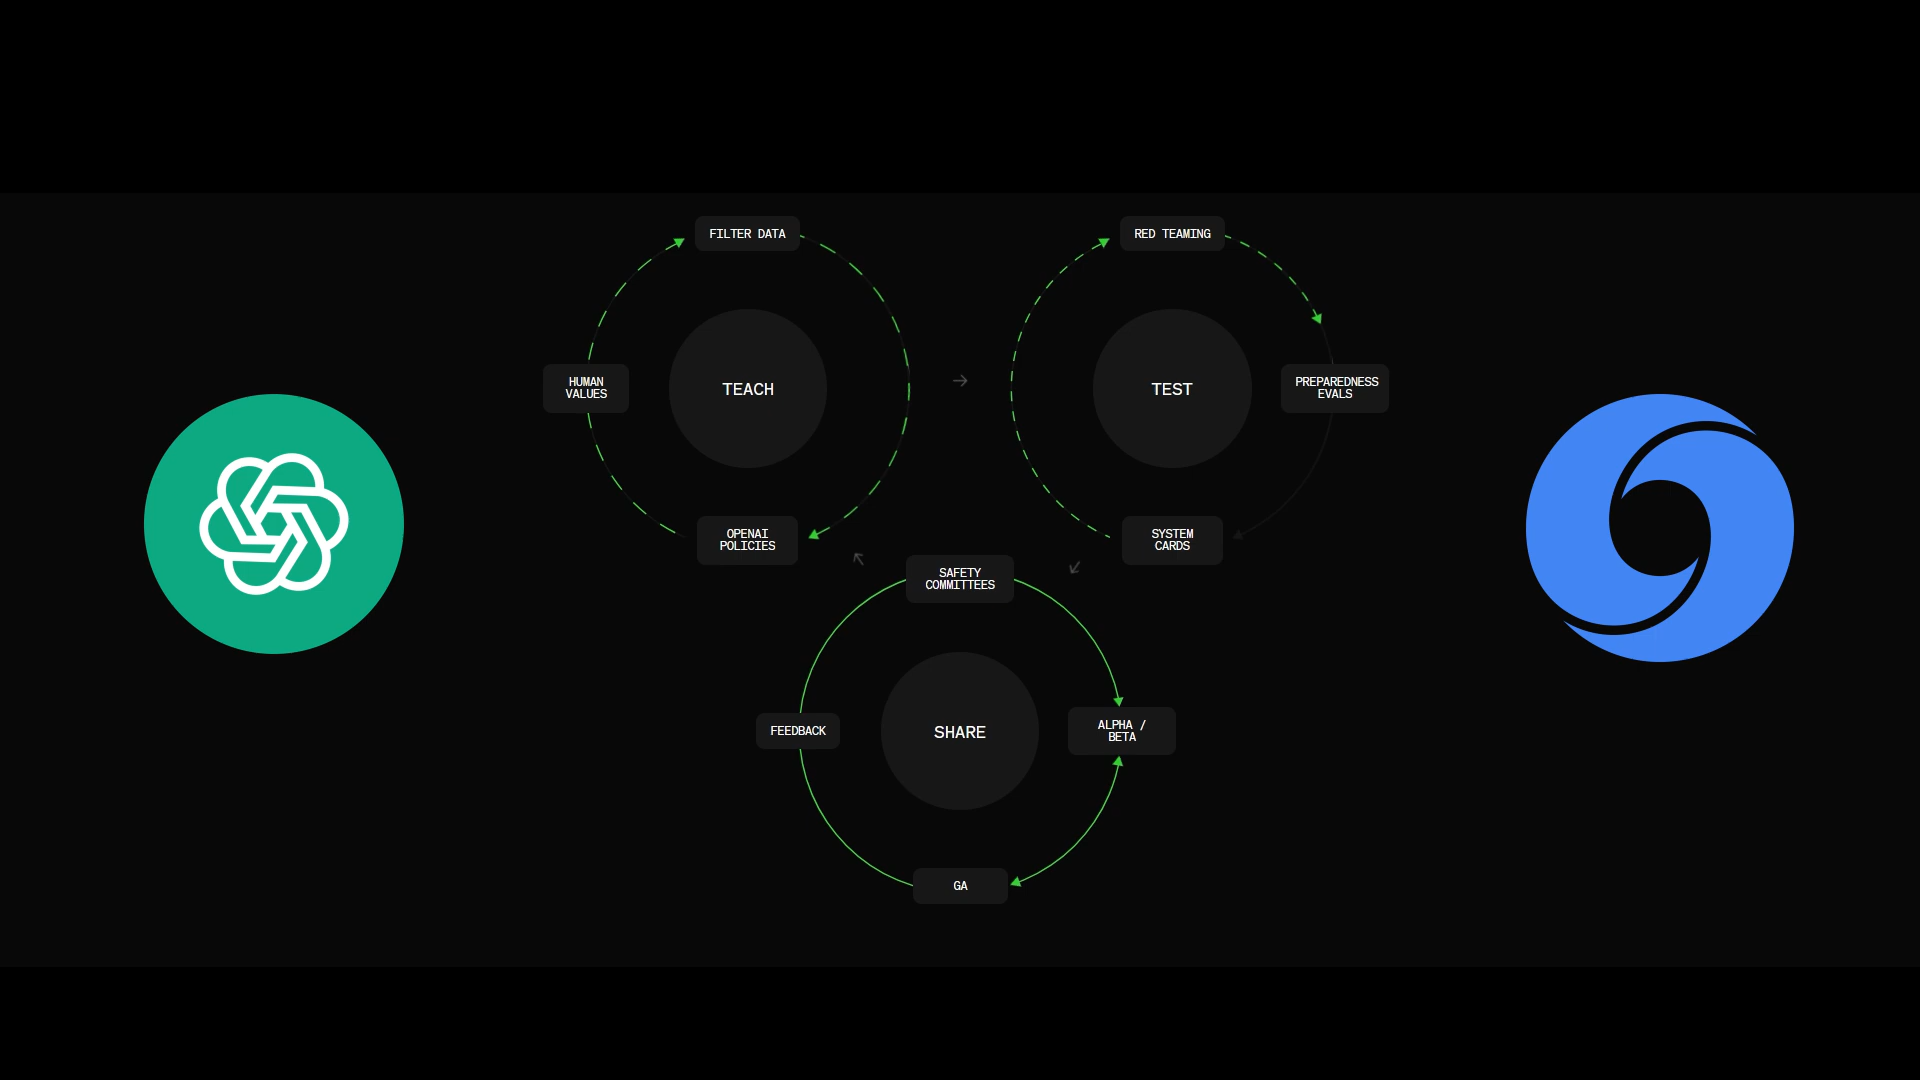 FILTER DATA
HUMAN
VALUES
TEACH
OPENAI
POLICIES
RED TEAMING
TEST
PREPAREDNESS
EVALS
SYSTEM
CARDS
SAFETY
COMMITTEES
FEEDBACK
SHARE
ALPHA /
BETA
GA